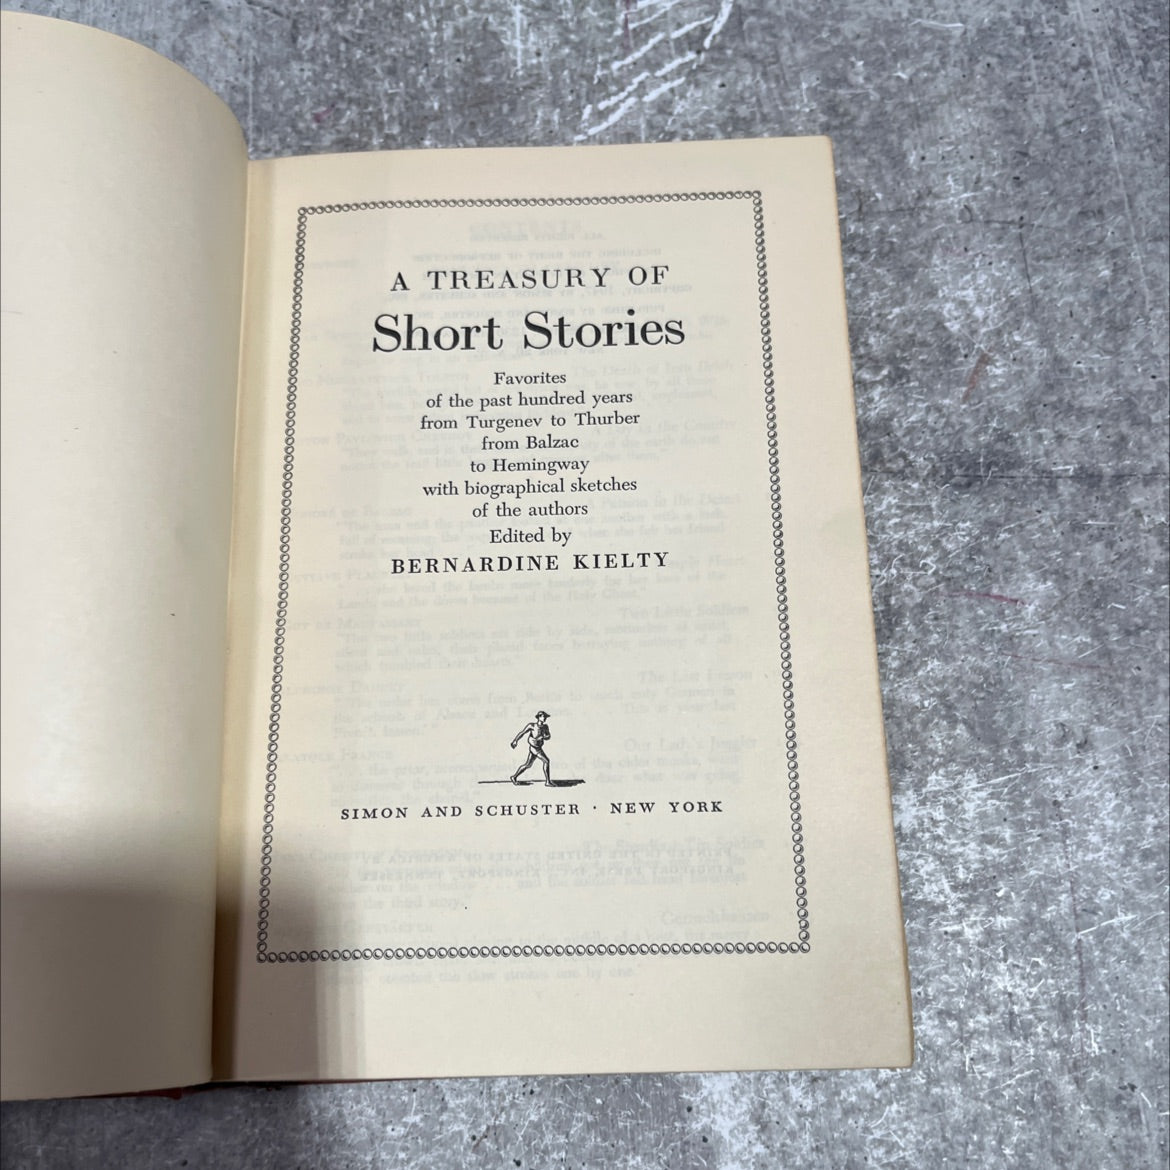 A TREASURY OF
Short Stories
Favorites
of the past hundred years
from Turgenev to Thurber
from Balzac
to Hemingway
with biographical sketches
of the authors
Edited by
BERNARDINE KIELTY
SIMON AND SCHUSTER · NEW YORK